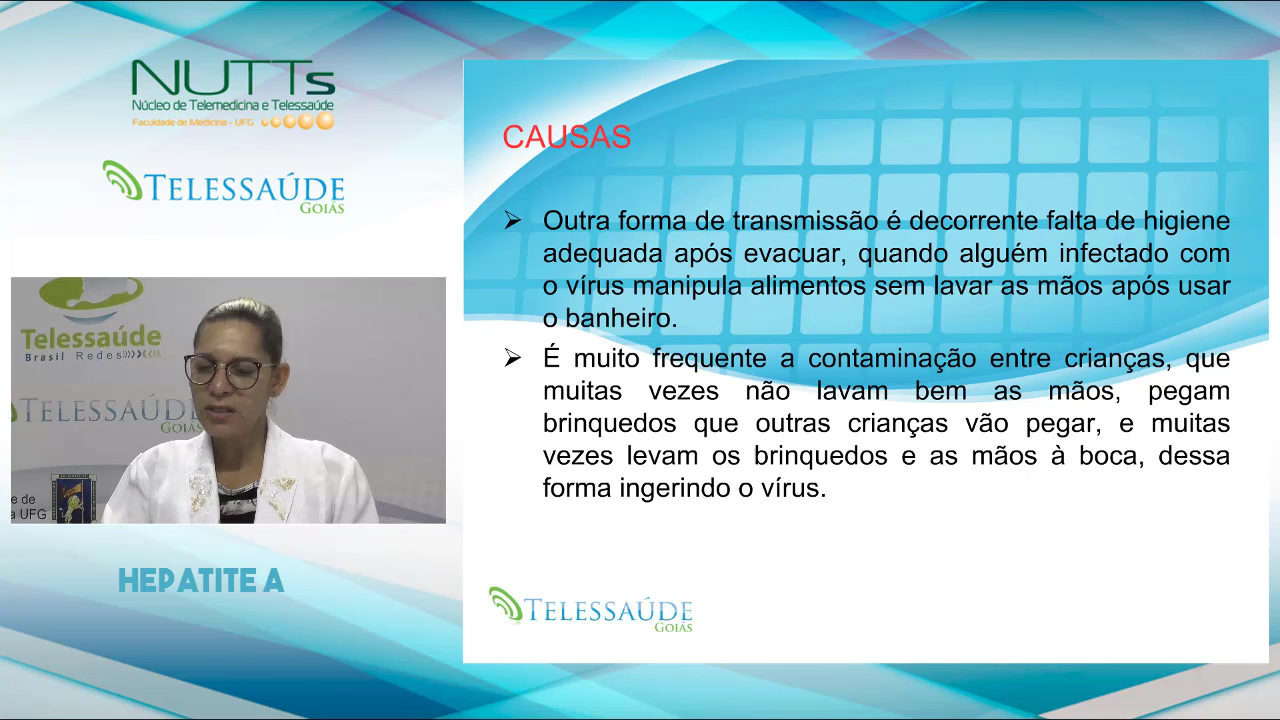 NUTTs
Núcleo de Telemedicina e Telessaúde
Faculdade de Medicina - UFG
TELESSAÚDE
GOIÁS
Telessaúde
Brasil Redes
TELESSAÚDE
GOIÁS
de
UFG
HEPATITE A
CAUSAS
Outra forma de transmissão é decorrente falta de higiene
adequada após evacuar, quando alguém infectado com
o vírus manipula alimentos sem lavar as mãos após usar
o banheiro.
É muito frequente a contaminação entre crianças, que
muitas vezes não lavam bem as mãos, pegam
brinquedos que outras crianças vão pegar, e muitas
vezes levam os brinquedos e as mãos à boca, dessa
forma ingerindo o vírus.
TELESSAÚDE
GOIÁS